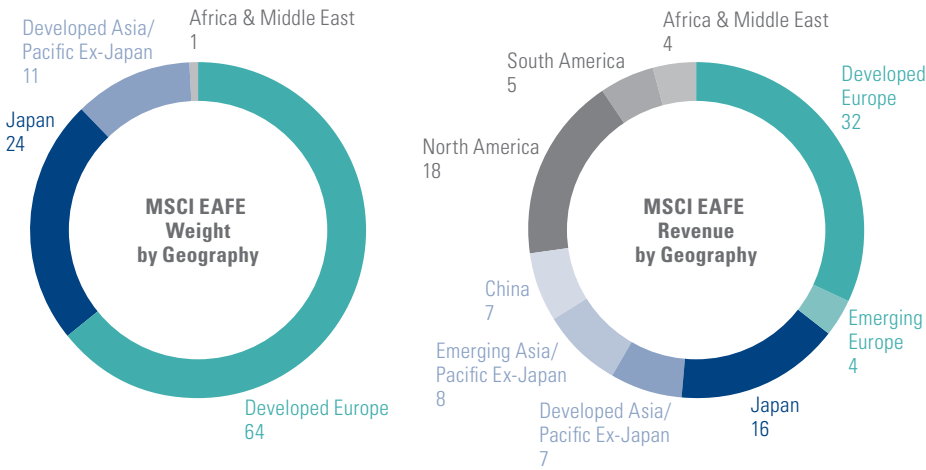 Africa & Middle East
1
Developed Asia/
Pacific Ex-Japan
11
Japan
24
MSCI EAFE
Weight
by Geography
Developed Europe
64
Africa & Middle East
4
South America
5
North America
18
Developed
Europe
32
MSCI EAFE
Revenue
by Geography
China
7
Emerging
Europe
4
Emerging Asia/
Pacific Ex-Japan
8
Developed Asia/
Pacific Ex-Japan
7
Japan
16